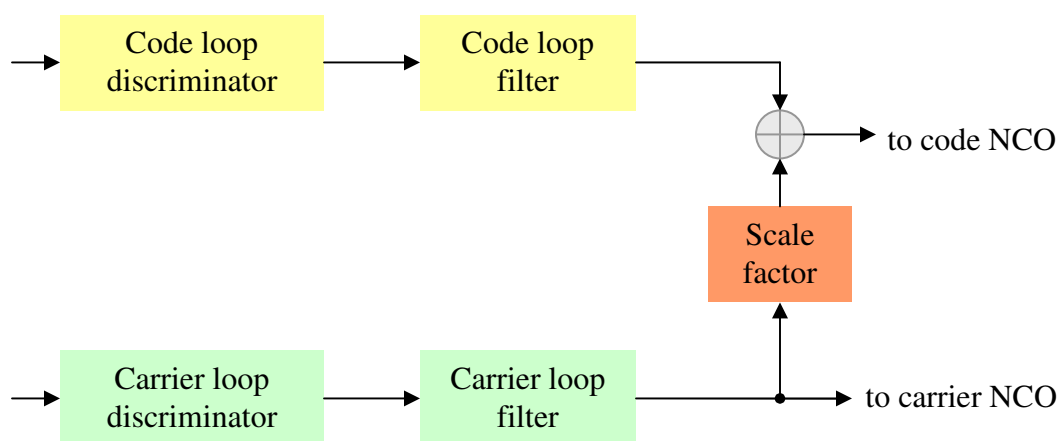 Code loop
discriminator
Code loop
filter
to code NCO
Scale
factor
Carrier loop
discriminator
Carrier loop
filter
to carrier NCO